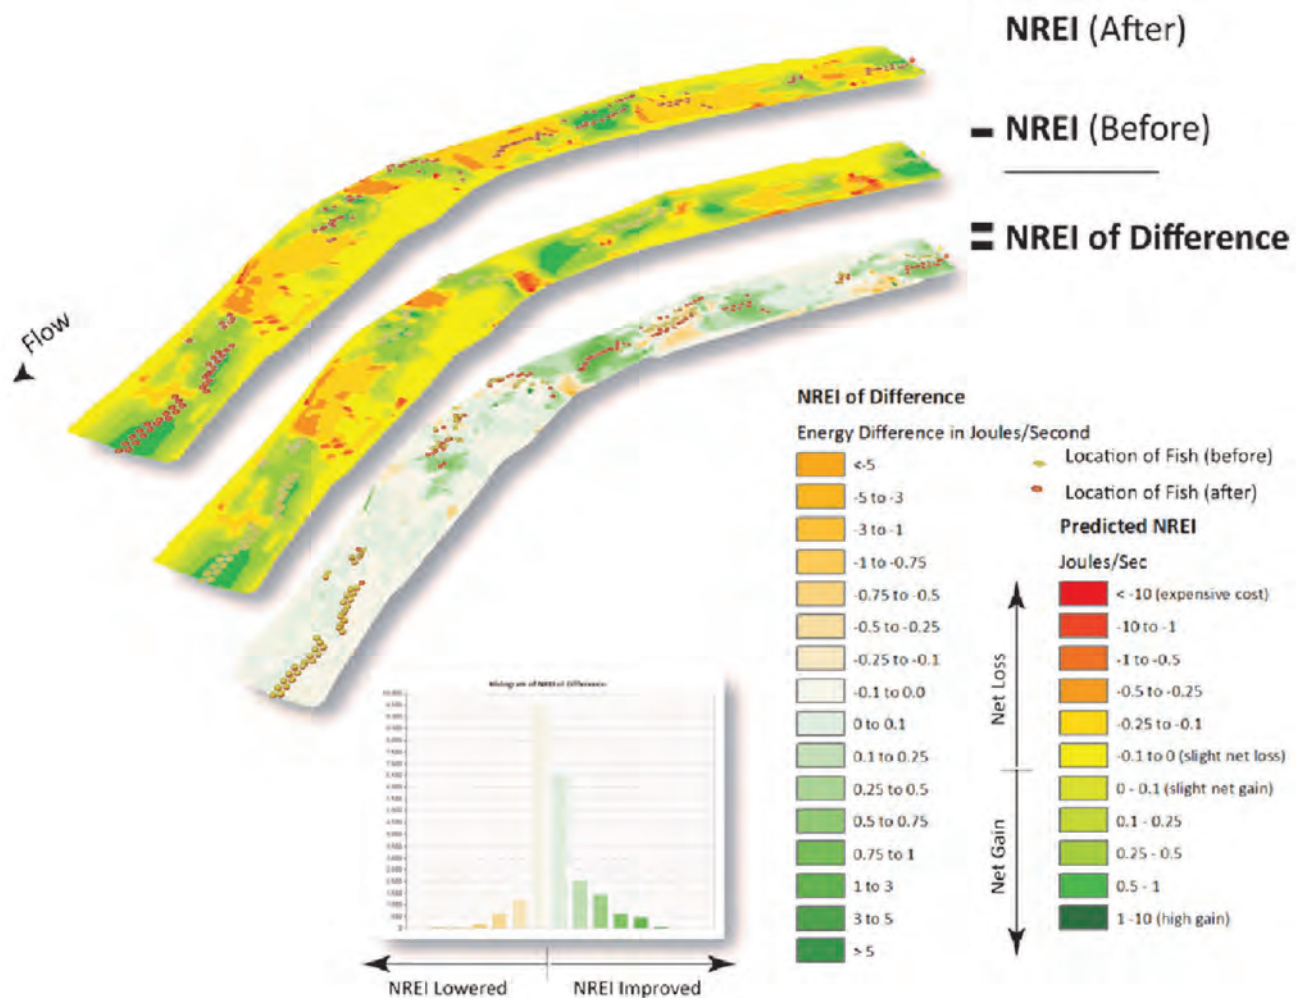 NREI (After)
- NREI (Before)
= NREI of Difference
Flow
NREI of Difference
Energy Difference in Joules/Second
<-5
-5 to -3
-3 to -1
-1 to -0.75
-0.75 to -0.5
-0.5 to -0.25
-0.25 to -0.1
-0.1 to 0.0
0 to 0.1
0.1 to 0.25
0.25 to 0.5
0.5 to 0.75
0.75 to 1
1 to 3
3 to 5
> 5
Location of Fish (before)
Location of Fish (after)
Predicted NREI
Joules/Sec
Net Loss
Net Gain
< -10 (expensive cost)
-10 to -1
-1 to -0.5
-0.5 to -0.25
-0.25 to -0.1
-0.1 to 0 (slight net loss)
0 - 0.1 (slight net gain)
0.1 - 0.25
0.25 - 0.5
0.5 - 1
1 -10 (high gain)
Histogram of NREI of Difference
NREI Lowered
NREI Improved